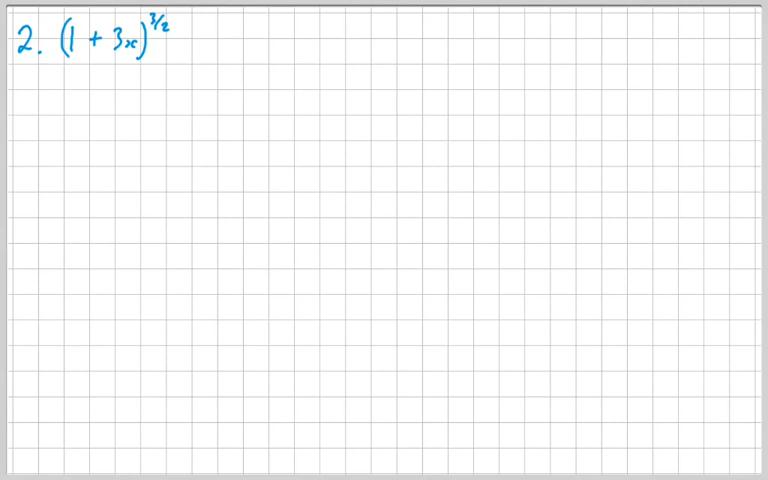 2. (1 + 3x)^{3/2}